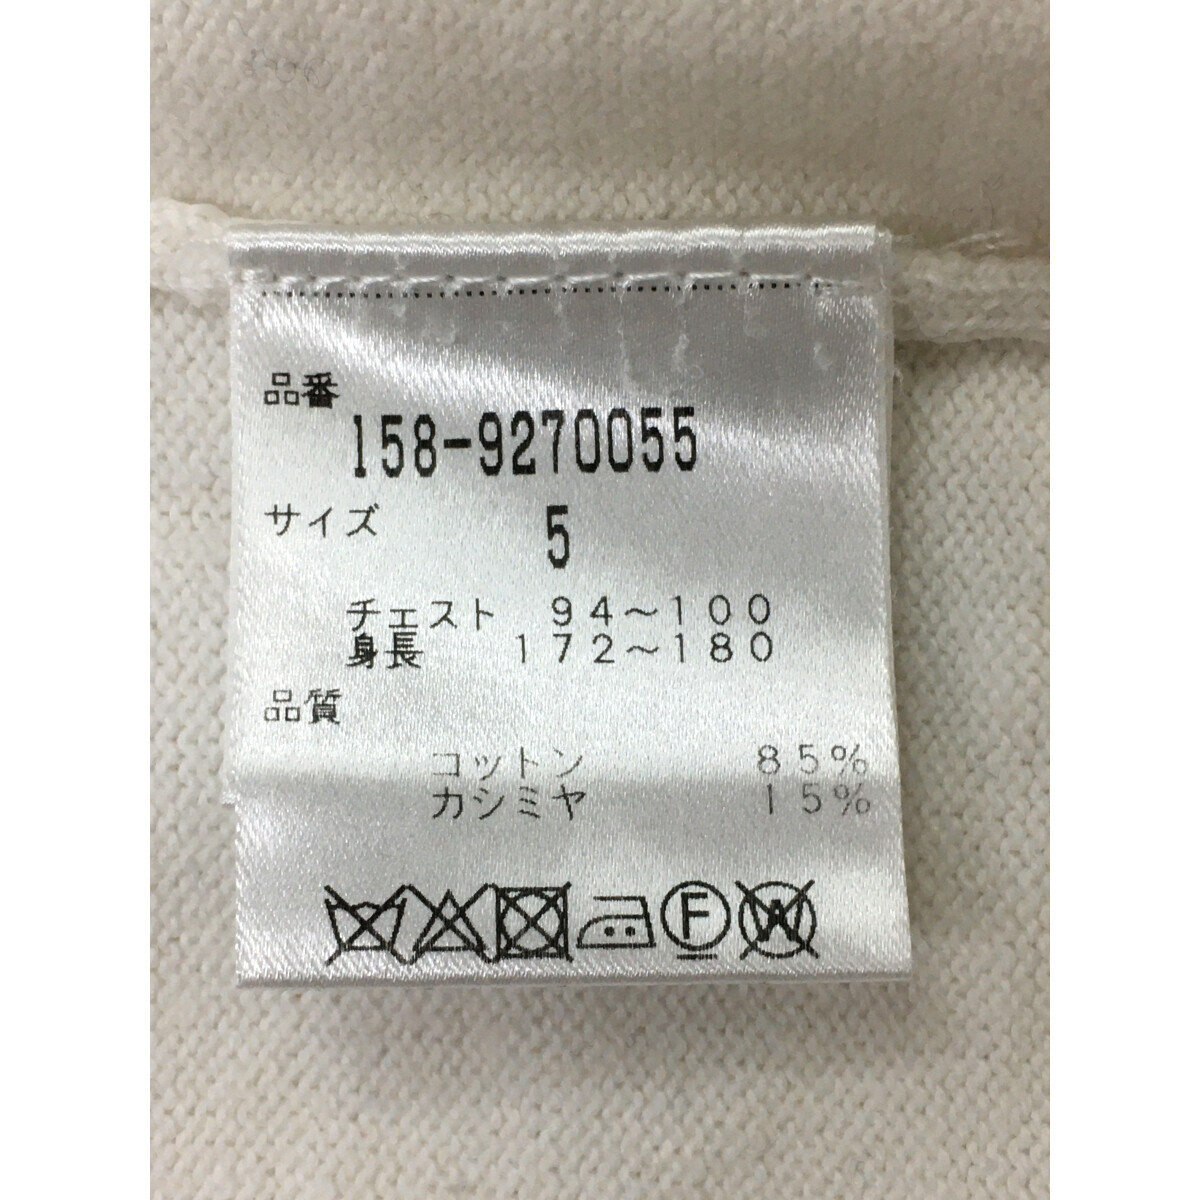 品番
158-9270055
サイズ 5
チェスト 94～100
身長 172～180
品質
コットン 85%
カシミヤ 15%
F W